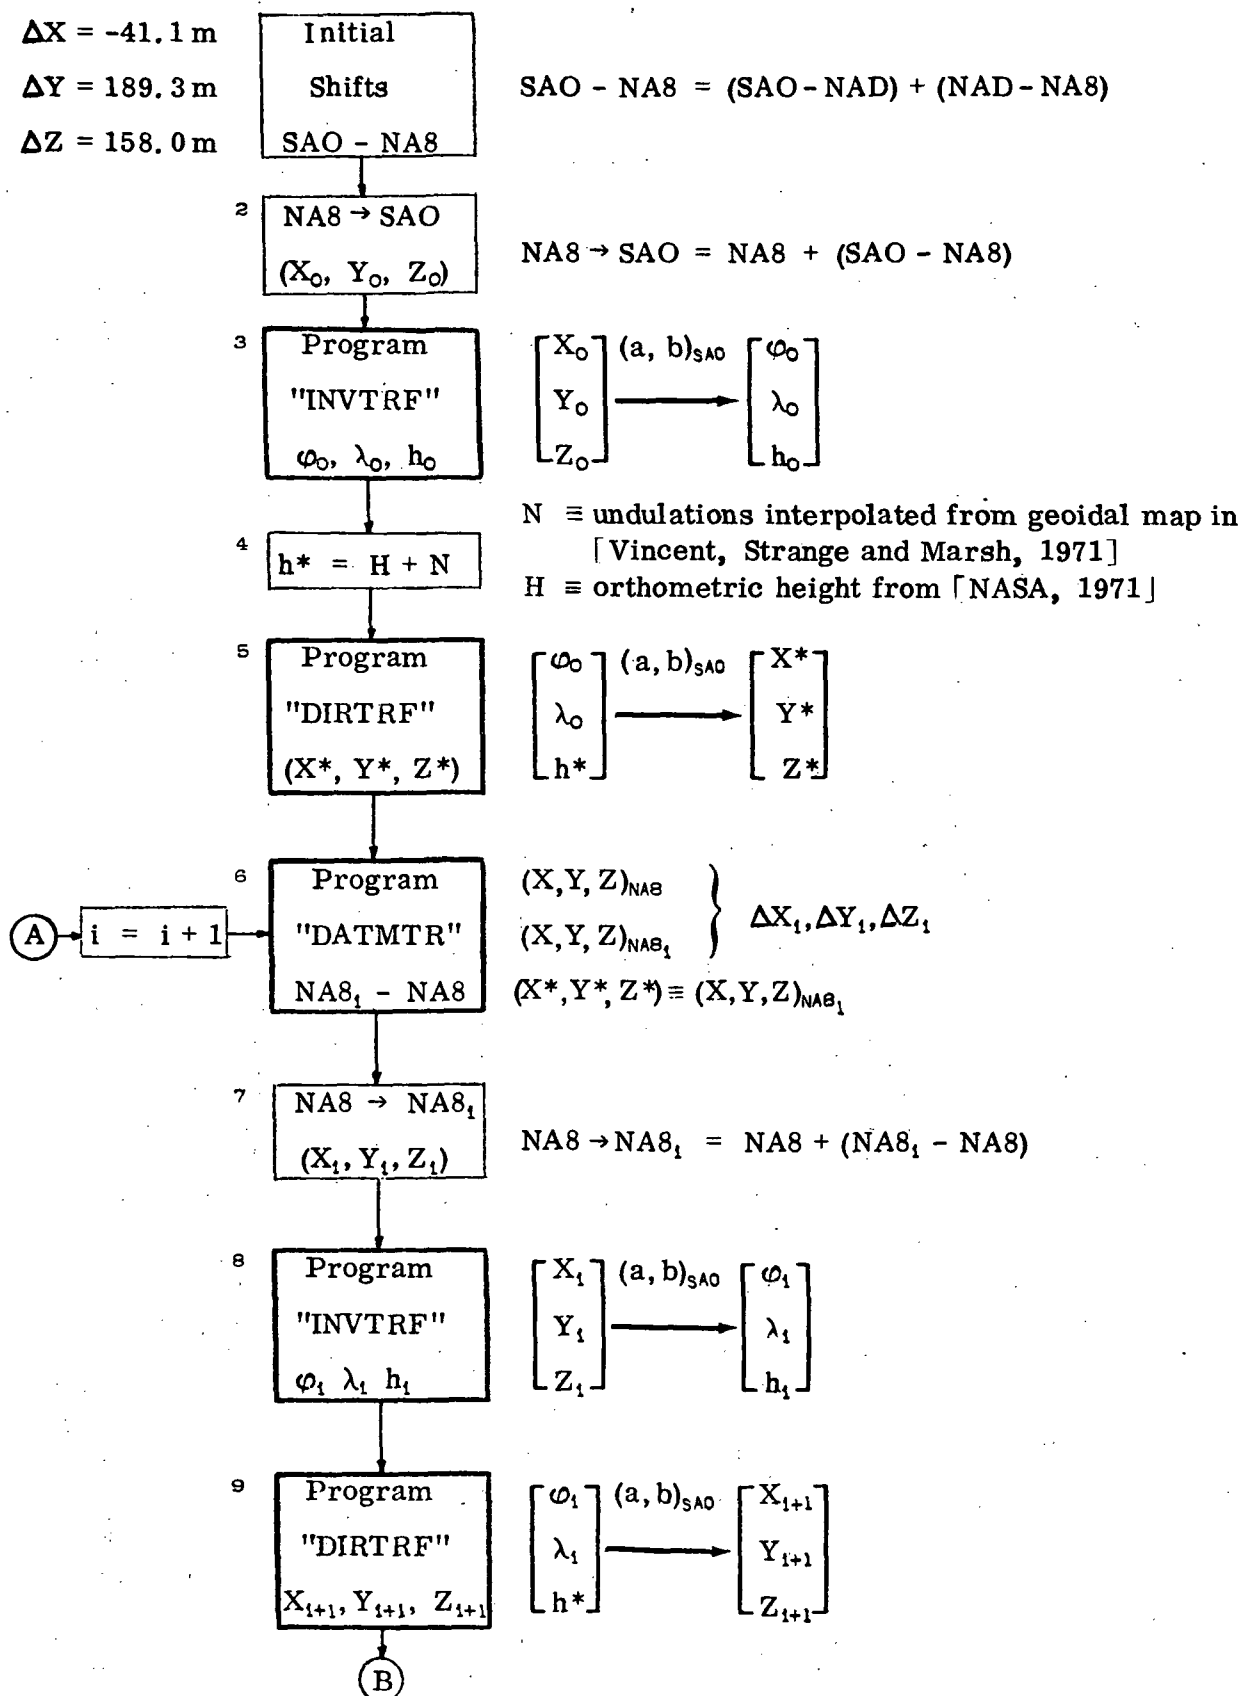 ΔX = -41.1 m
ΔY = 189.3 m
ΔZ = 158.0 m
Initial
Shifts
SAO - NA8
SAO - NA8 = (SAO - NAD) + (NAD - NA8)
2
NA8 → SAO
(X₀, Y₀, Z₀)
NA8 → SAO = NA8 + (SAO - NA8)
3
Program
"INVTRF"
φ₀, λ₀, h₀
X₀ (a, b)SAO φ₀
Y₀ λ₀
Z₀ h₀
4
h* = H + N
N ≡ undulations interpolated from geoidal map in
[Vincent, Strange and Marsh, 1971]
H ≡ orthometric height from [NASA, 1971]
5
Program
"DIRTRF"
(X*, Y*, Z*)
φ₀ (a, b)SAO X*
λ₀ Y*
h* Z*
A
i = i + 1
6
Program
"DATMTR"
NA8ᵢ - NA8
(X, Y, Z)NA8
(X, Y, Z)NA8ᵢ
ΔXᵢ, ΔYᵢ, ΔZᵢ
(X*, Y*, Z*) ≡ (X, Y, Z)NA8ᵢ
7
NA8 → NA8ᵢ
(Xᵢ, Yᵢ, Zᵢ)
NA8 → NA8ᵢ = NA8 + (NA8ᵢ - NA8)
8
Program
"INVTRF"
φᵢ λᵢ hᵢ
Xᵢ (a, b)SAO φᵢ
Yᵢ λᵢ
Zᵢ hᵢ
9
Program
"DIRTRF"
Xᵢ₊₁, Yᵢ₊₁, Zᵢ₊₁
φᵢ (a, b)SAO Xᵢ₊₁
λᵢ Yᵢ₊₁
h* Zᵢ₊₁
B